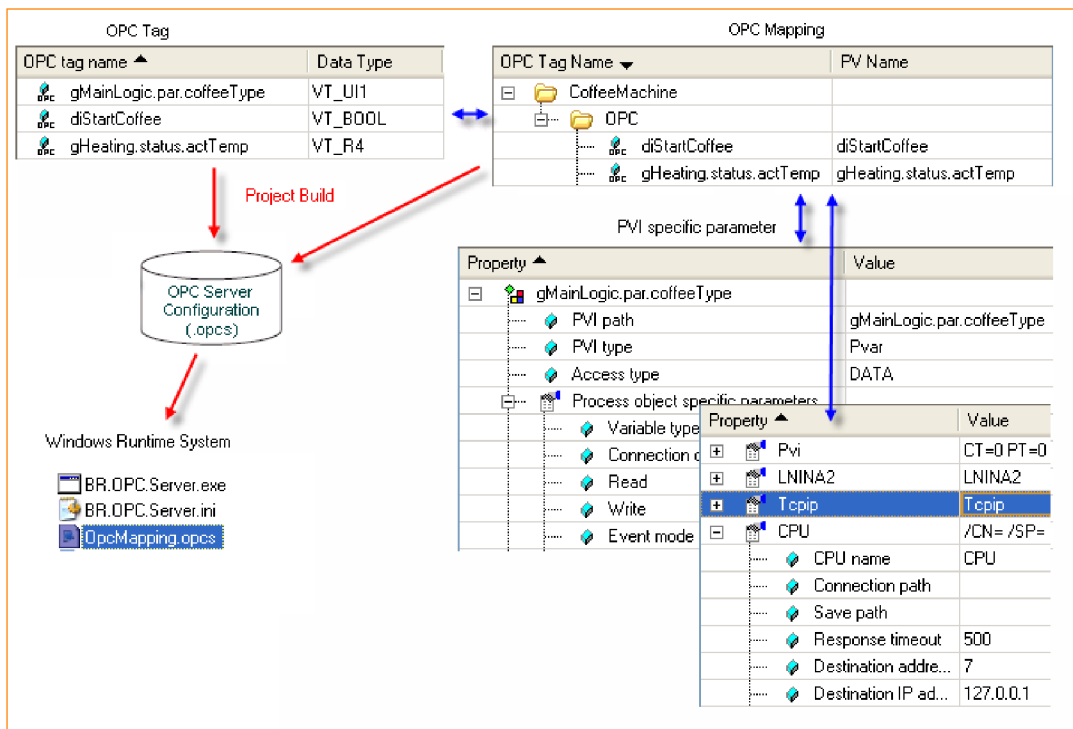 OPC Tag
OPC tag name Data Type
gMainLogic.par.coffeeType VT_UI1
diStartCoffee VT_BOOL
gHeating.status.actTemp VT_R4
OPC Mapping
OPC Tag Name PV Name
CoffeeMachine
OPC
diStartCoffee diStartCoffee
gHeating.status.actTemp gHeating.status.actTemp
Project Build
OPC Server
Configuration
(.opcs)
Windows Runtime System
BR.OPC.Server.exe
BR.OPC.Server.ini
OpcMapping.opcs
PVI specific parameter
Property Value
gMainLogic.par.coffeeType
PVI path gMainLogic.par.coffeeType
PVI type Pvar
Access type DATA
Process object specific parameters
Variable type
Connection
Read
Write
Event mode
Property Value
Pvi CT=0 PT=0
LNINA2 LNINA2
Tcpip Tcpip
CPU /CN= /SP=
CPU name CPU
Connection path
Save path
Response timeout 500
Destination addre... 7
Destination IP ad... 127.0.0.1